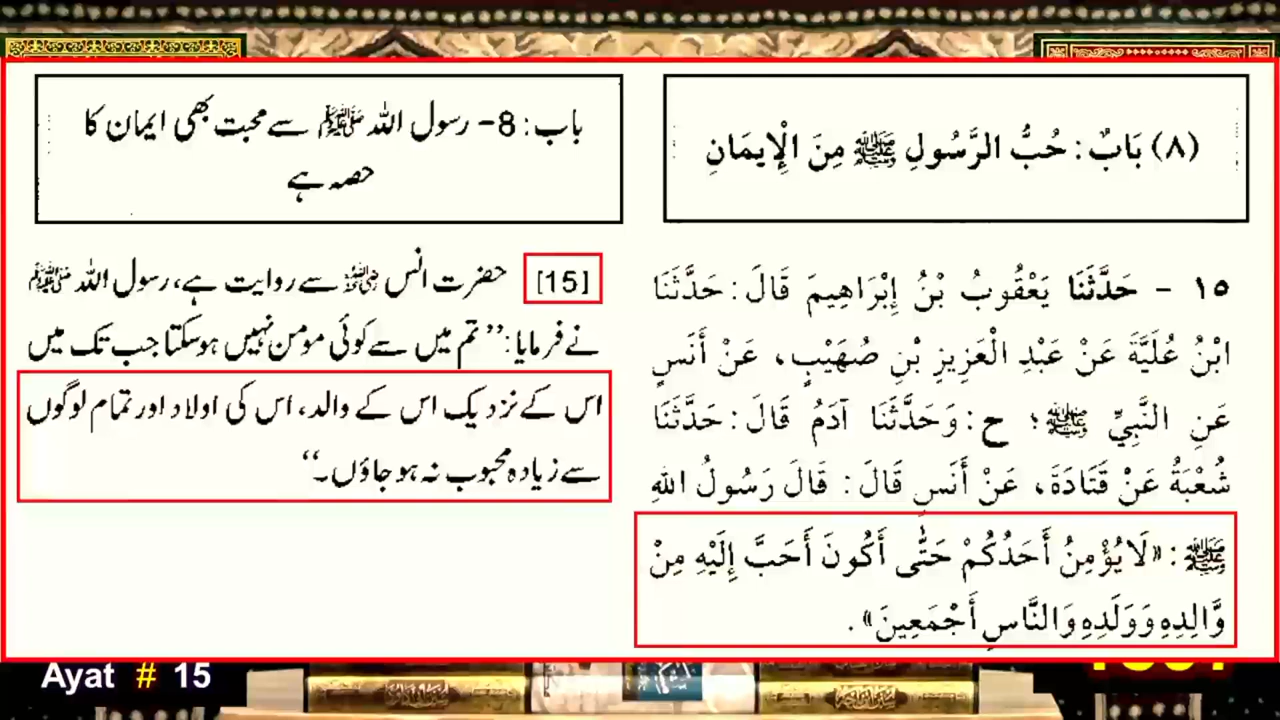 (٨) بَابٌ : حُبُّ الرَّسُولِ ﷺ مِنَ الْإِيمَانِ
١٥ - حَدَّثَنَا يَعْقُوبُ بْنُ إِبْرَاهِيمَ قَالَ: حَدَّثَنَا
ابْنُ عُلَيَّةَ عَنْ عَبْدِ الْعَزِيزِ بْنِ صُهَيْبٍ، عَنْ أَنَسٍ
عَنِ النَّبِيِّ ﷺ؛ ح: وَحَدَّثَنَا آدَمُ قَالَ: حَدَّثَنَا
شُعْبَةُ عَنْ قَتَادَةَ، عَنْ أَنَسٍ قَالَ: قَالَ رَسُولُ اللهِ
ﷺ: «لَا يُؤْمِنُ أَحَدُكُمْ حَتَّى أَكُونَ أَحَبَّ إِلَيْهِ مِنْ
وَّالِدِهِ وَوَلَدِهِ وَالنَّاسِ أَجْمَعِينَ».
باب: 8- رسول اللہ ﷺ سے محبت بھی ایمان کا
حصہ ہے
[15] حضرت انس ؓ سے روایت ہے، رسول اللہ ﷺ
نے فرمایا: ’’تم میں سے کوئی مومن نہیں ہوسکتا جب تک میں
اس کے نزدیک اس کے والد، اس کی اولاد اور تمام لوگوں
سے زیادہ محبوب نہ ہو جاؤں۔‘‘
Ayat # 15